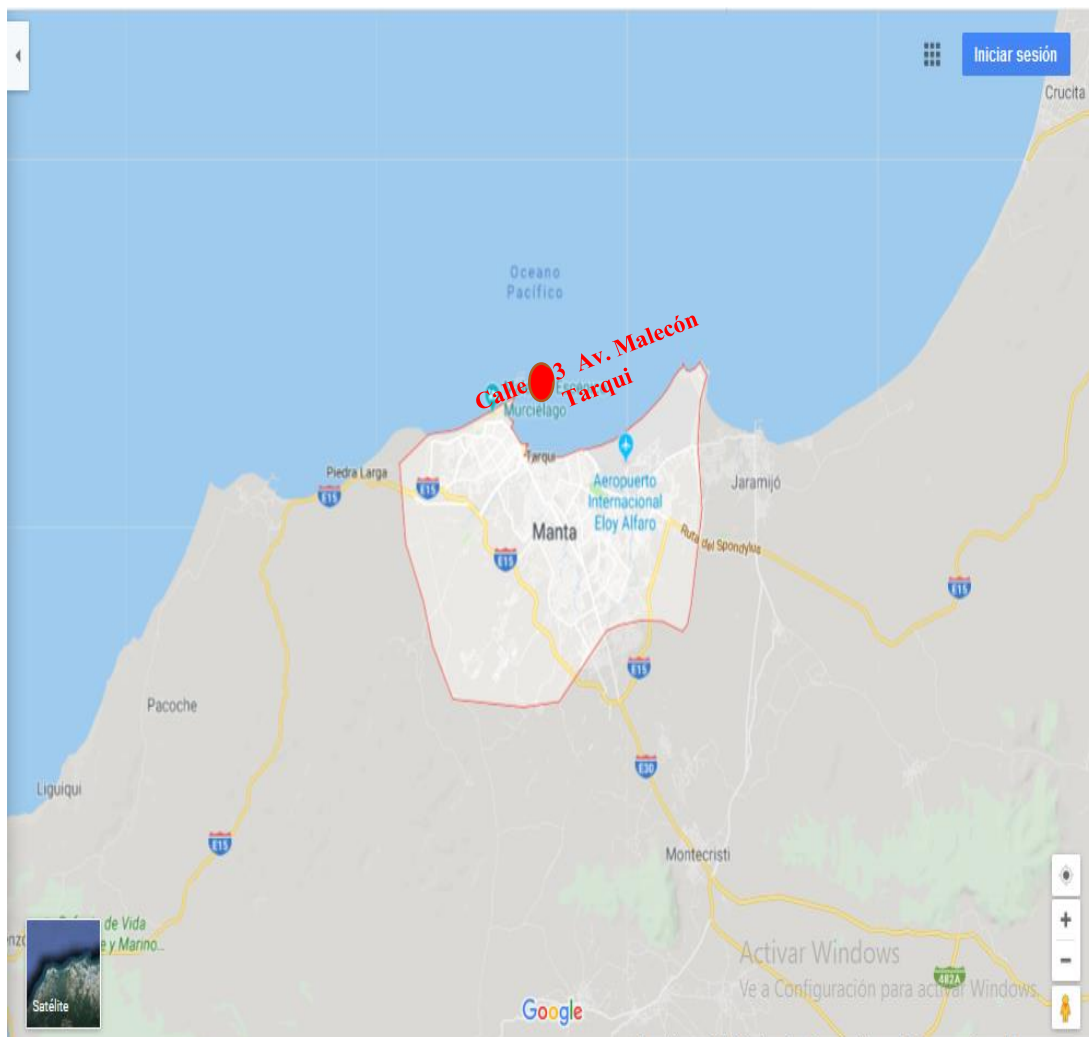 Iniciar sesión
Crucita
Oceano
Pacífico
Calle 3 Av. Malecón
Tarqui
Murciélago
Tarqui
Piedra Larga
E15
E15
Aeropuerto
Internacional
Eloy Alfaro
Jaramijó
Manta
Ruta del Spondylus
E15
E15
E15
Pacoche
E30
Liguiqui
E15
Montecristi
de Vida
e y Marino...
Satélite
Activar Windows
Ve a Configuración para activar Windows.
482A
Google